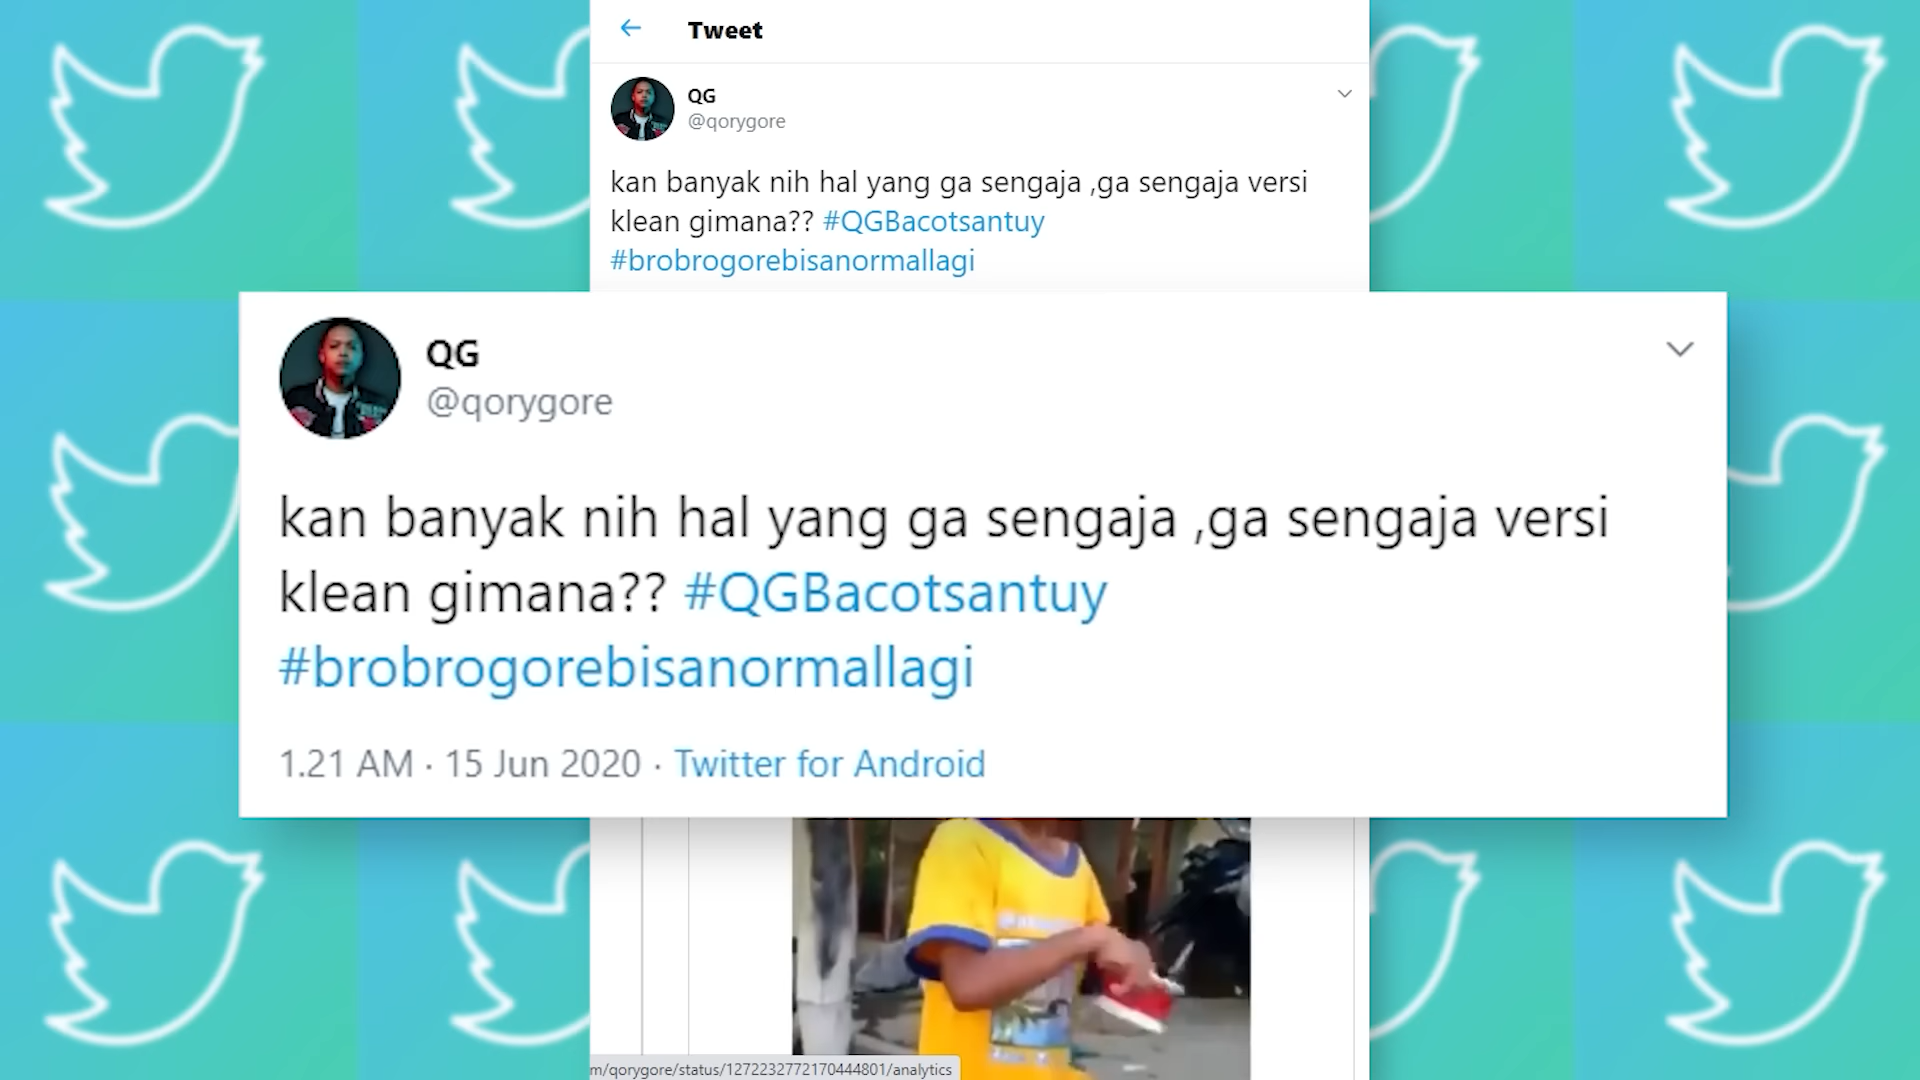 Tweet
QG
@qorygore
kan banyak nih hal yang ga sengaja ,ga sengaja versi
klean gimana?? #QGBacotsantuy
#brobrogorebisanormallagi
QG
@qorygore
kan banyak nih hal yang ga sengaja ,ga sengaja versi
klean gimana?? #QGBacotsantuy
#brobrogorebisanormallagi
1.21 AM · 15 Jun 2020 · Twitter for Android
m/qorygore/status/1272232772170444801/analytics